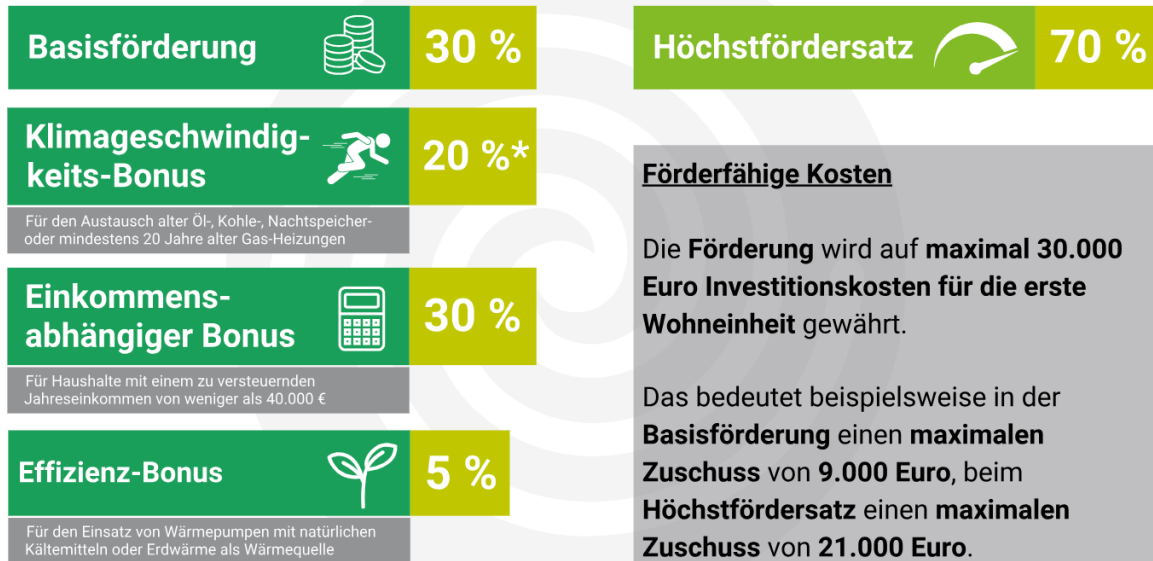 Basisförderung
30 %
Klimageschwindig-
keits-Bonus
20 %*
Für den Austausch alter Öl-, Kohle-, Nachtspeicher-
oder mindestens 20 Jahre alter Gas-Heizungen
Einkommens-
abhängiger Bonus
30 %
Für Haushalte mit einem zu versteuernden
Jahreseinkommen von weniger als 40.000 €
Effizienz-Bonus
5 %
Für den Einsatz von Wärmepumpen mit natürlichen
Kältemitteln oder Erdwärme als Wärmequelle
Höchstfördersatz
70 %
Förderfähige Kosten
Die Förderung wird auf maximal 30.000
Euro Investitionskosten für die erste
Wohneinheit gewährt.
Das bedeutet beispielsweise in der
Basisförderung einen maximalen
Zuschuss von 9.000 Euro, beim
Höchstfördersatz einen maximalen
Zuschuss von 21.000 Euro.